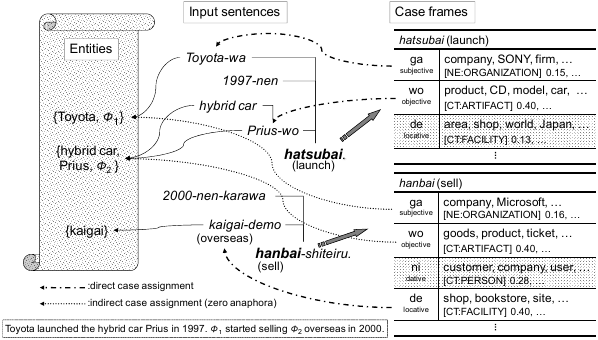 Input sentences
Case frames
Entities
Toyota-wa
1997-nen
hybrid car
Prius-wo
hatsubai.
(launch)
{Toyota, Φ1}
{hybrid car,
Prius, Φ2 }
{kaigai}
2000-nen-karawa
kaigai-demo
(overseas)
hanbai-shiteiru.
(sell)
hatsubai (launch)
ga
subjective
company, SONY, firm, …
[NE:ORGANIZATION] 0.15, …
wo
objective
product, CD, model, car, …
[CT:ARTIFACT] 0.40, …
de
locative
area, shop, world, Japan, …
[CT:FACILITY] 0.13, …
⋮
hanbai (sell)
ga
subjective
company, Microsoft, …
[NE:ORGANIZATION] 0.16, …
wo
objective
goods, product, ticket, …
[CT:ARTIFACT] 0.40, …
ni
dative
customer, company, user, …
[CT:PERSON] 0.28, …
de
locative
shop, bookstore, site, …
[CT:FACILITY] 0.40, …
⋮
:direct case assignment
:indirect case assignment (zero anaphora)
Toyota launched the hybrid car Prius in 1997. Φ1 started selling Φ2 overseas in 2000.